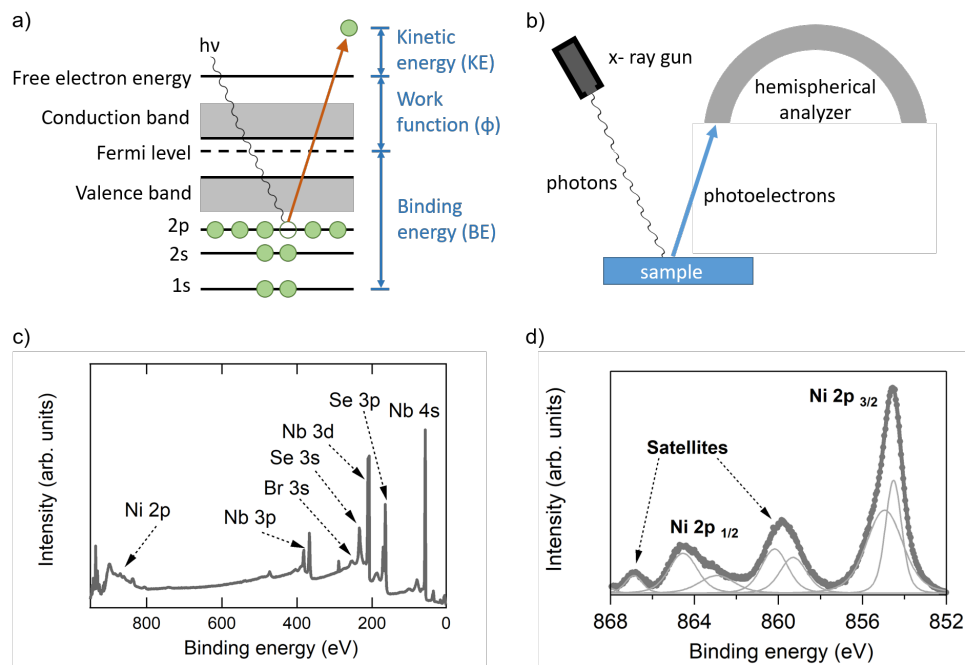 a)
hν
Free electron energy
Conduction band
Fermi level
Valence band
2p
2s
1s
Kinetic
energy (KE)
Work
function (ϕ)
Binding
energy (BE)
b)
x- ray gun
hemispherical
analyzer
photons
photoelectrons
sample
c)
Intensity (arb. units)
Ni 2p
Nb 3p
Br 3s
Se 3s
Nb 3d
Se 3p
Nb 4s
800 600 400 200 0
Binding energy (eV)
d)
Intensity (arb. units)
Satellites
Ni 2p 1/2
Ni 2p 3/2
868 864 860 856 852
Binding energy (eV)